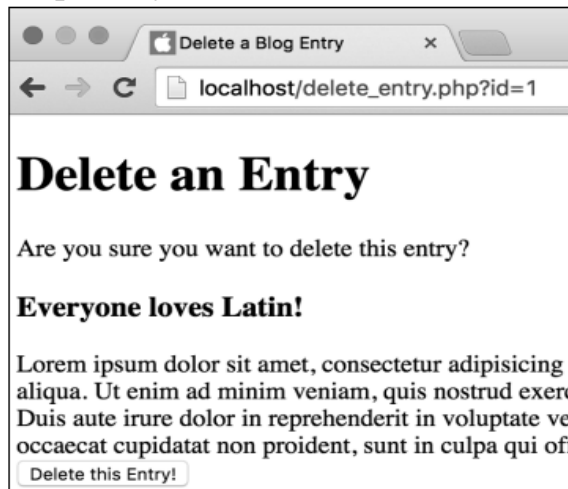 Delete a Blog Entry
localhost/delete_entry.php?id=1
Delete an Entry
Are you sure you want to delete this entry?
Everyone loves Latin!
Lorem ipsum dolor sit amet, consectetur adipisicing
aliqua. Ut enim ad minim veniam, quis nostrud
Duis aute irure dolor in reprehenderit in voluptate
occaecat cupidatat non proident, sunt in culpa qui
Delete this Entry!